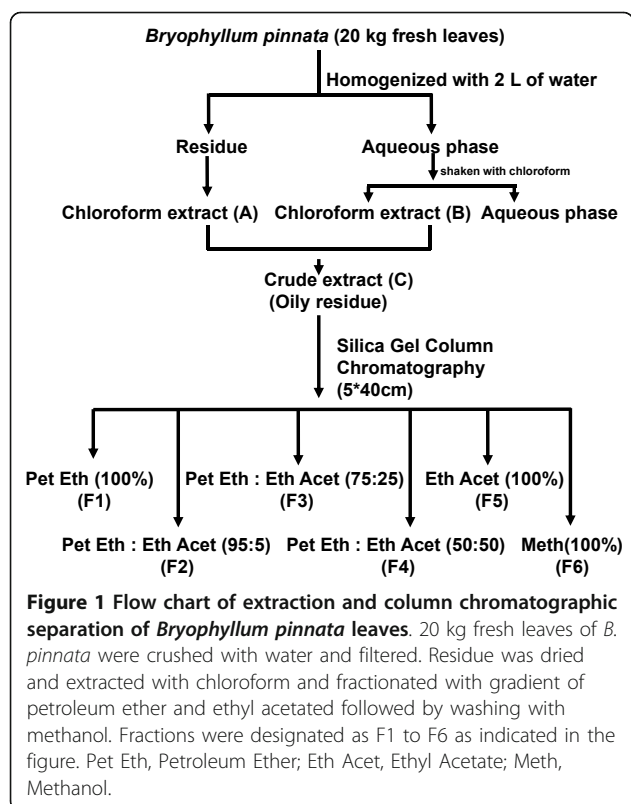 Bryophyllum pinnata (20 kg fresh leaves)
Homogenized with 2 L of water
Residue
Aqueous phase
shaken with chloroform
Chloroform extract (A)
Chloroform extract (B)
Aqueous phase
Crude extract (C)
(Oily residue)
Silica Gel Column
Chromatography
(5*40cm)
Pet Eth (100%)
(F1)
Pet Eth : Eth Acet (75:25)
(F3)
Eth Acet (100%)
(F5)
Pet Eth : Eth Acet (95:5)
(F2)
Pet Eth : Eth Acet (50:50)
(F4)
Meth(100%)
(F6)
Figure 1 Flow chart of extraction and column chromatographic
separation of Bryophyllum pinnata leaves. 20 kg fresh leaves of B.
pinnata were crushed with water and filtered. Residue was dried
and extracted with chloroform and fractionated with gradient of
petroleum ether and ethyl acetated followed by washing with
methanol. Fractions were designated as F1 to F6 as indicated in the
figure. Pet Eth, Petroleum Ether; Eth Acet, Ethyl Acetate; Meth,
Methanol.